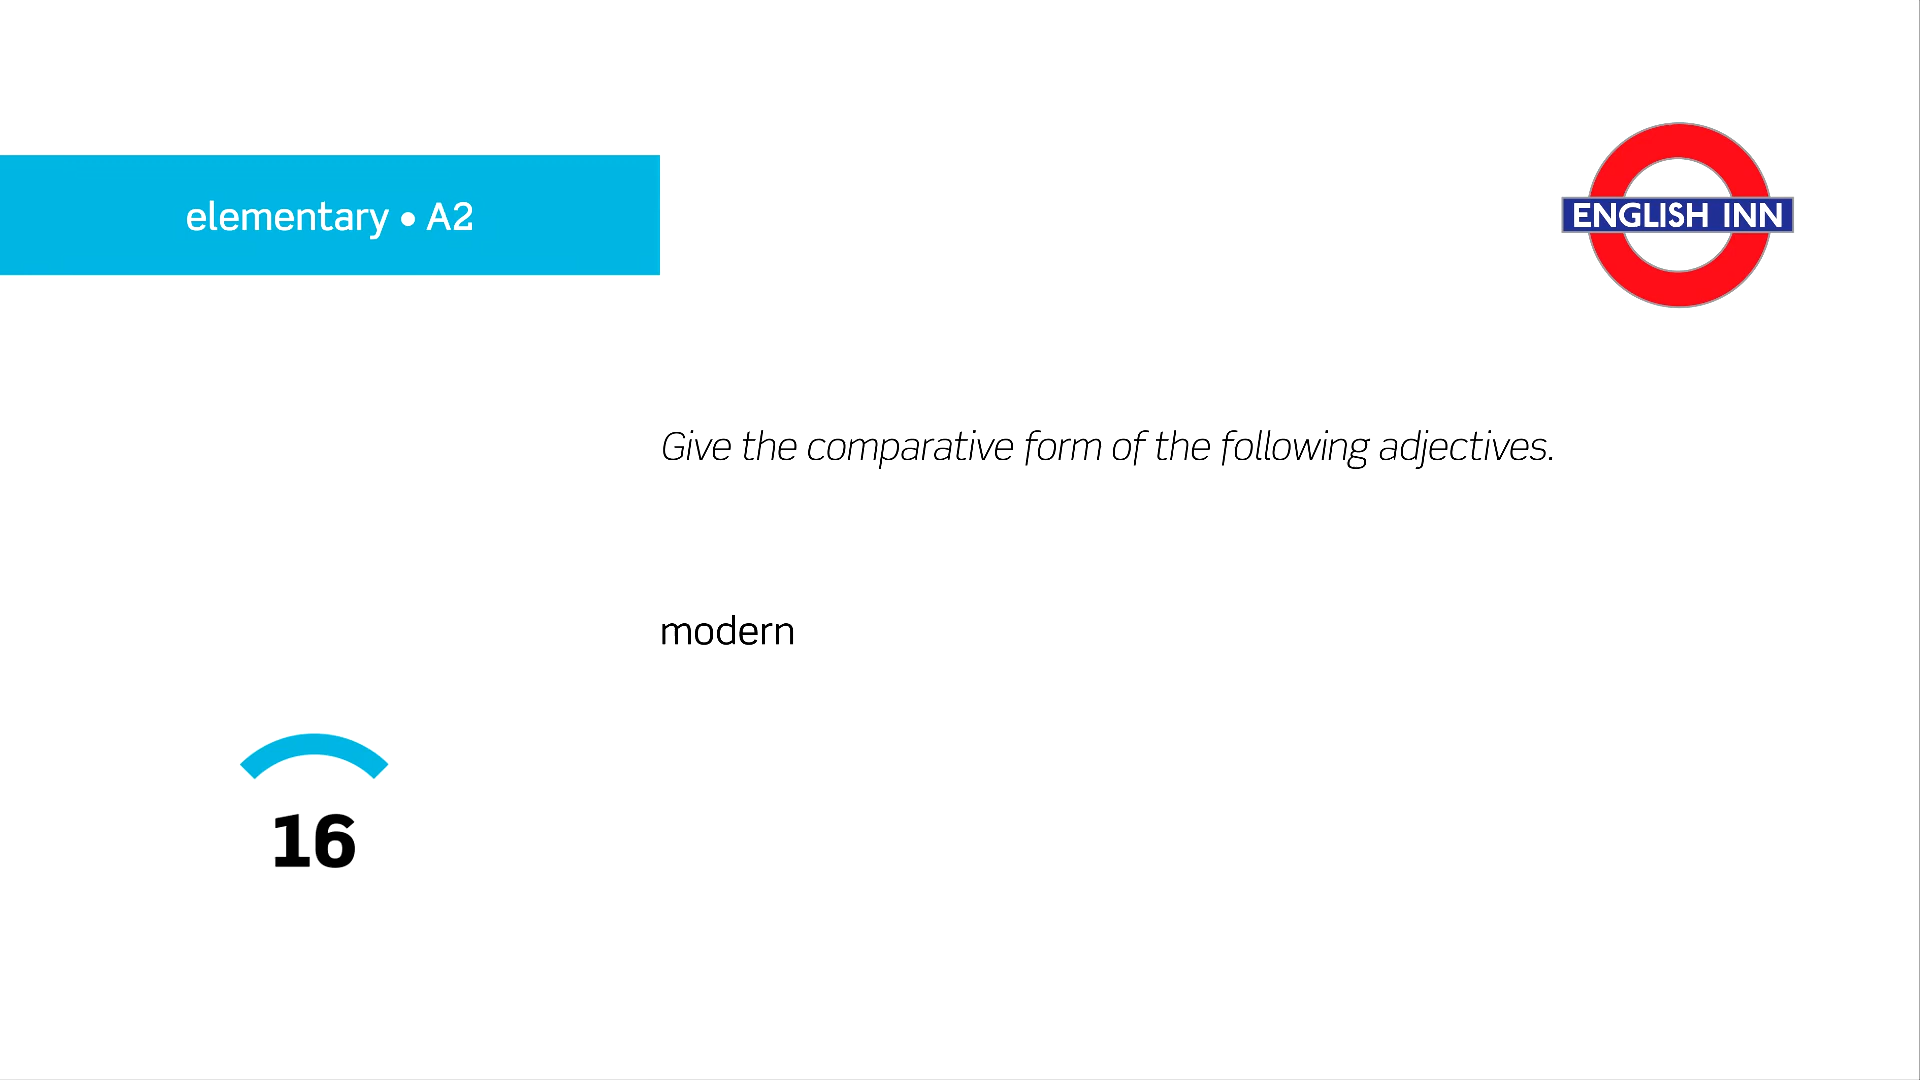 elementary • A2
ENGLISH INN
Give the comparative form of the following adjectives.
modern
16